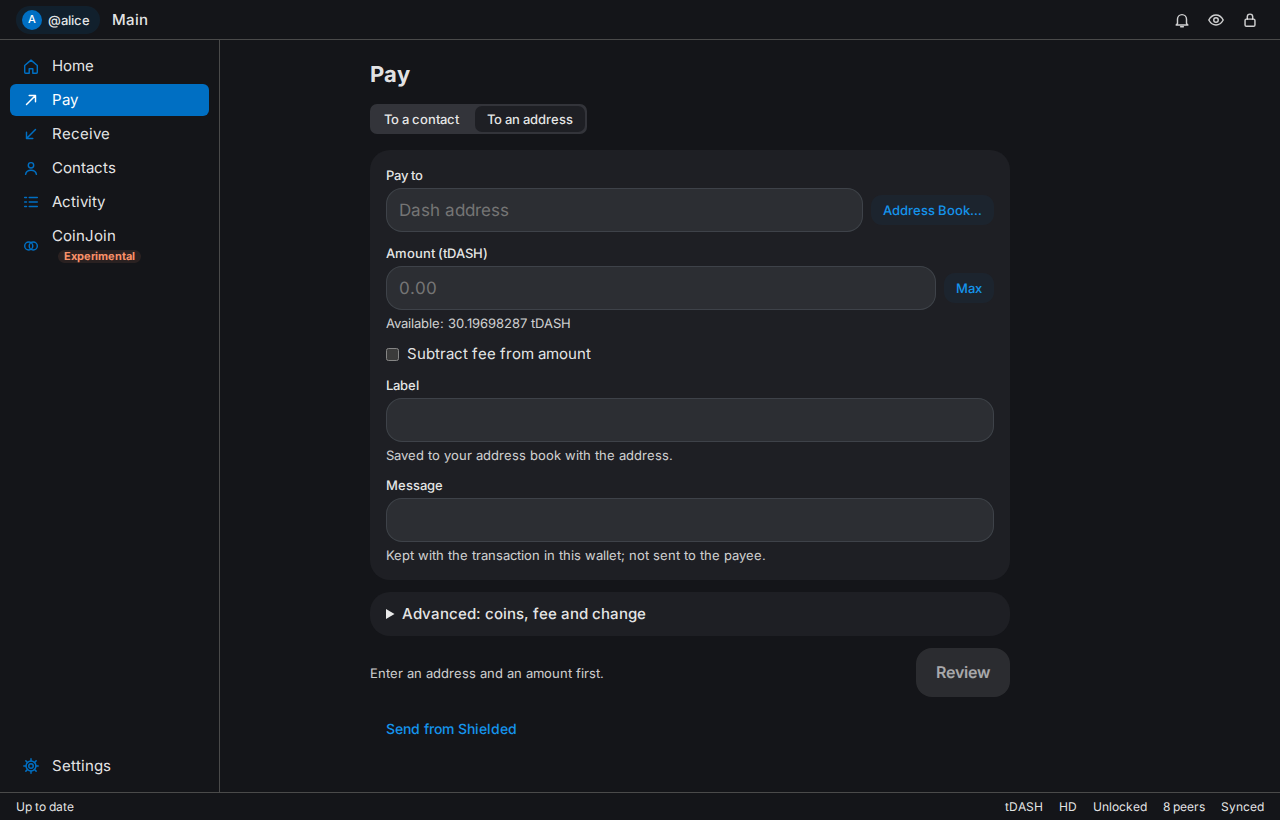 A @alice Main
Home
Pay
Receive
Contacts
Activity
CoinJoin
Experimental
Settings
Pay
To a contact To an address
Pay to
Dash address Address Book...
Amount (tDASH)
0.00 Max
Available: 30.19698287 tDASH
Subtract fee from amount
Label
Saved to your address book with the address.
Message
Kept with the transaction in this wallet; not sent to the payee.
Advanced: coins, fee and change
Enter an address and an amount first. Review
Send from Shielded
Up to date tDASH HD Unlocked 8 peers Synced